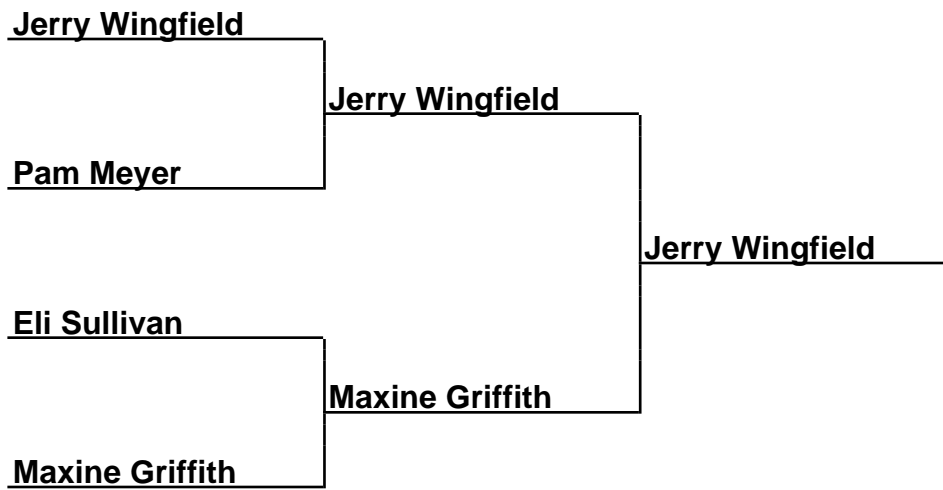 Jerry Wingfield
Jerry Wingfield
Pam Meyer
Jerry Wingfield
Eli Sullivan
Maxine Griffith
Maxine Griffith